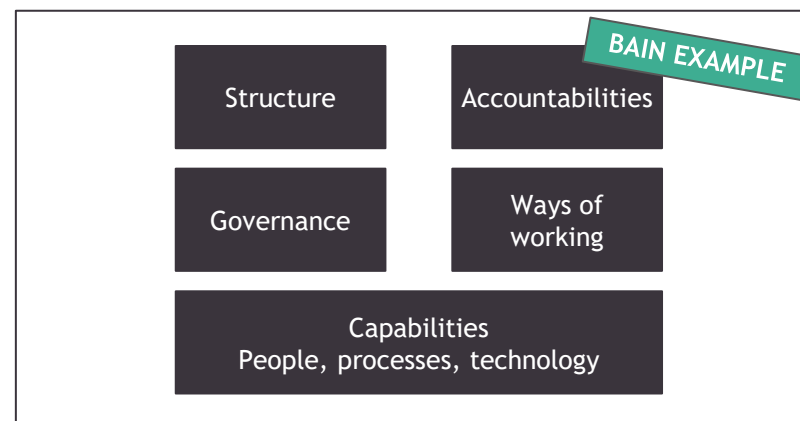 BAIN EXAMPLE
Structure
Accountabilities
Governance
Ways of
working
Capabilities
People, processes, technology